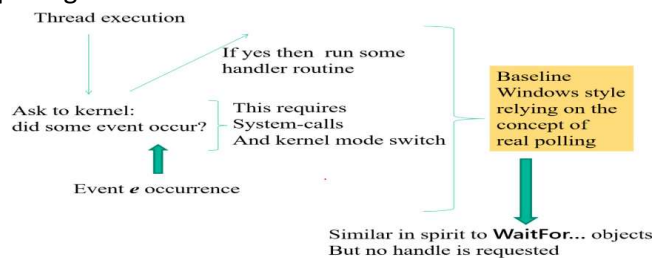 Thread execution
If yes then run some
handler routine
Ask to kernel:
did some event occur?
This requires
System-calls
And kernel mode switch
Event e occurrence
Baseline
Windows style
relying on the
concept of
real polling
Similar in spirit to WaitFor... objects
But no handle is requested